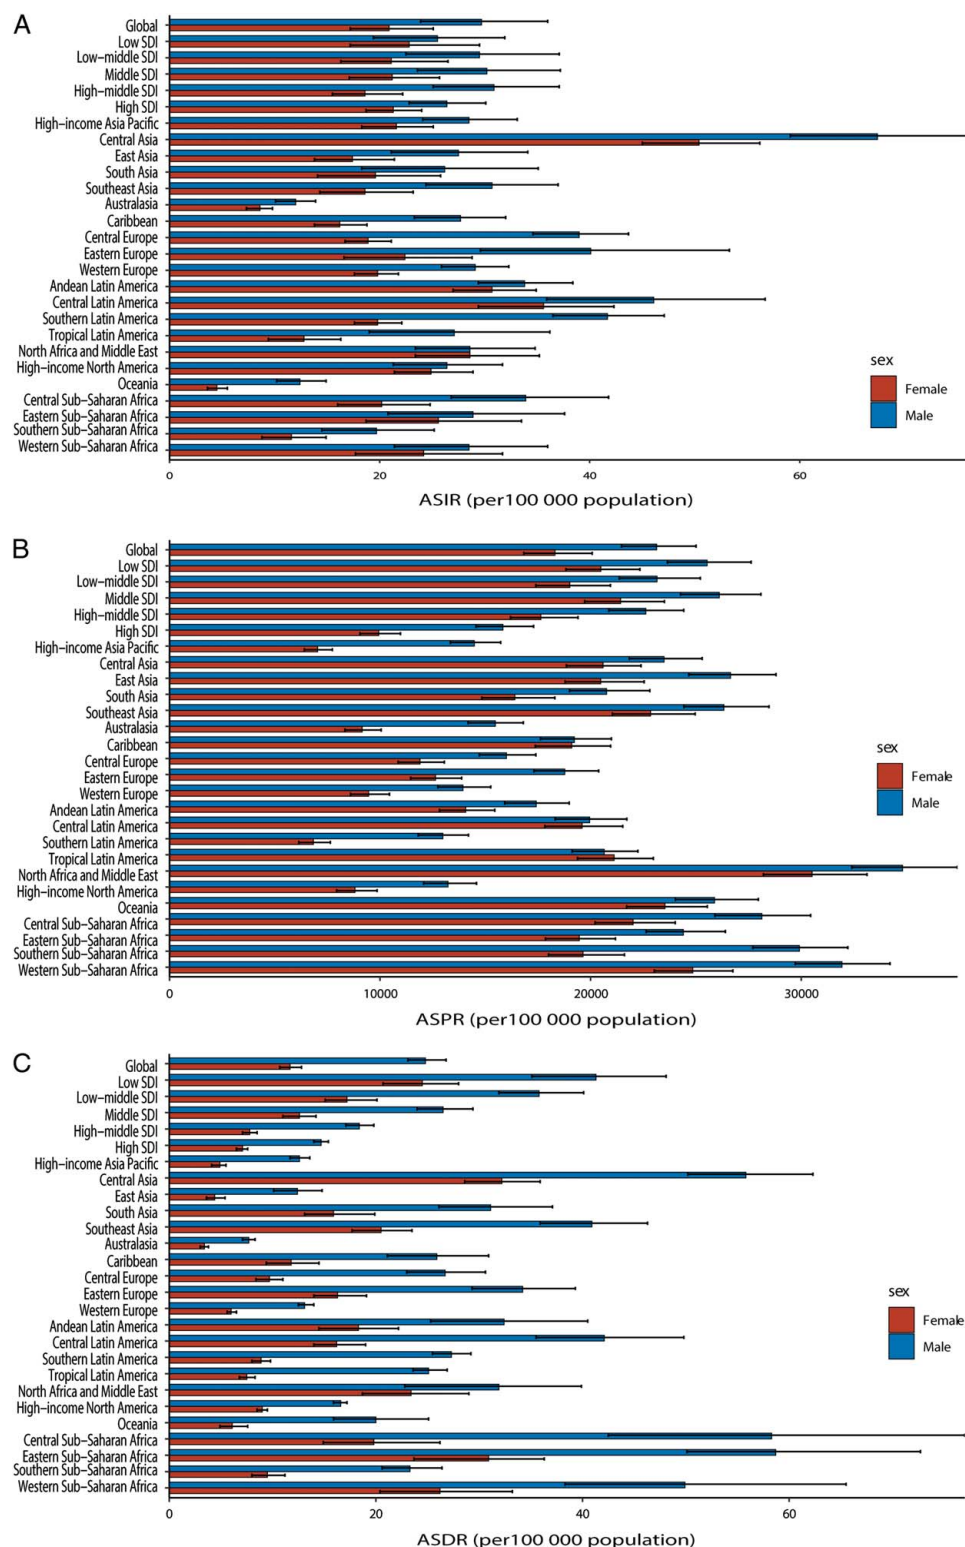 A
Global
Low SDI
Low−middle SDI
Middle SDI
High−middle SDI
High SDI
High−income Asia Pacific
Central Asia
East Asia
South Asia
Southeast Asia
Australasia
Caribbean
Central Europe
Eastern Europe
Western Europe
Andean Latin America
Central Latin America
Southern Latin America
Tropical Latin America
North Africa and Middle East
High−income North America
Oceania
Central Sub−Saharan Africa
Eastern Sub−Saharan Africa
Southern Sub−Saharan Africa
Western Sub−Saharan Africa
sex
Female
Male
0 20 40 60
ASIR (per100 000 population)
B
Global
Low SDI
Low−middle SDI
Middle SDI
High−middle SDI
High SDI
High−income Asia Pacific
Central Asia
East Asia
South Asia
Southeast Asia
Australasia
Caribbean
Central Europe
Eastern Europe
Western Europe
Andean Latin America
Central Latin America
Southern Latin America
Tropical Latin America
North Africa and Middle East
High−income North America
Oceania
Central Sub−Saharan Africa
Eastern Sub−Saharan Africa
Southern Sub−Saharan Africa
Western Sub−Saharan Africa
sex
Female
Male
0 10000 20000 30000
ASPR (per100 000 population)
C
Global
Low SDI
Low−middle SDI
Middle SDI
High−middle SDI
High SDI
High−income Asia Pacific
Central Asia
East Asia
South Asia
Southeast Asia
Australasia
Caribbean
Central Europe
Eastern Europe
Western Europe
Andean Latin America
Central Latin America
Southern Latin America
Tropical Latin America
North Africa and Middle East
High−income North America
Oceania
Central Sub−Saharan Africa
Eastern Sub−Saharan Africa
Southern Sub−Saharan Africa
Western Sub−Saharan Africa
sex
Female
Male
0 20 40 60
ASDR (per100 000 population)